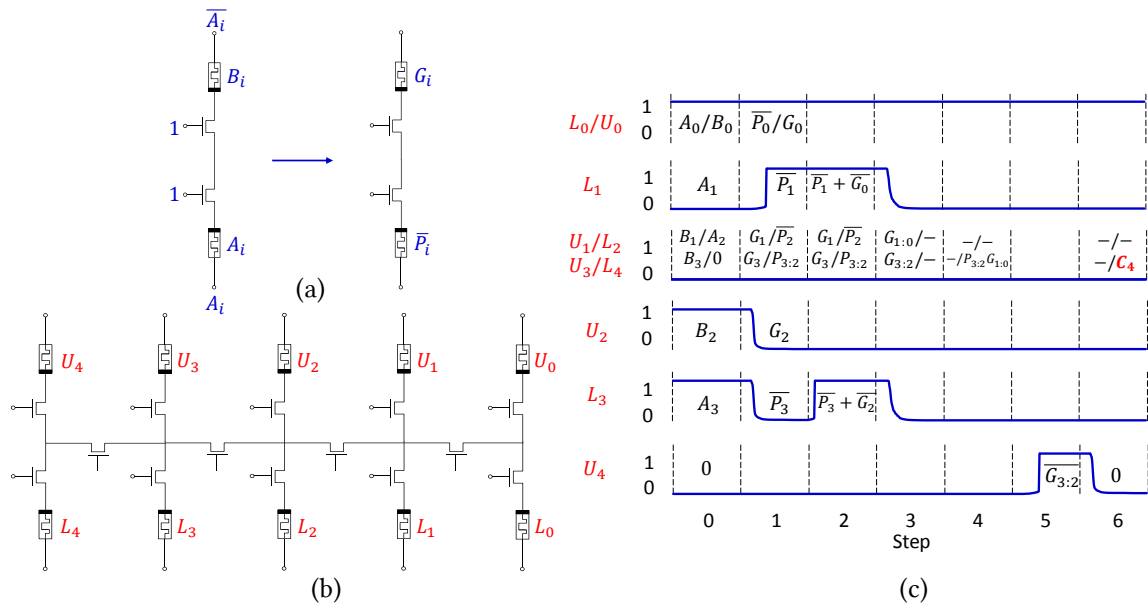 A̅i̅
Bᵢ
1
1
Aᵢ
Aᵢ
Gᵢ
P̅ᵢ
(a)
U₄ U₃ U₂ U₁ U₀
L₄ L₃ L₂ L₁ L₀
(b)
L₀/U₀ 1 0 A₀/B₀ P̅₀/G₀
L₁ 1 0 A₁ P̅₁ P̅₁ + G̅₀
U₁/L₂ 1 B₁/A₂ G₁/P̅₂ G₁/P̅₂ G₁:₀/− −/− −/−
U₃/L₄ 0 B₃/0 G₃/P₃:₂ G₃/P₃:₂ G₃:₂/− −/P₃:₂G₁:₀ −/C₄
U₂ 1 0 B₂ G₂
L₃ 1 0 A₃ P̅₃ P̅₃ + G̅₂
U₄ 1 0 0 G̅₃:₂ 0
0 1 2 3 4 5 6
Step
(c)